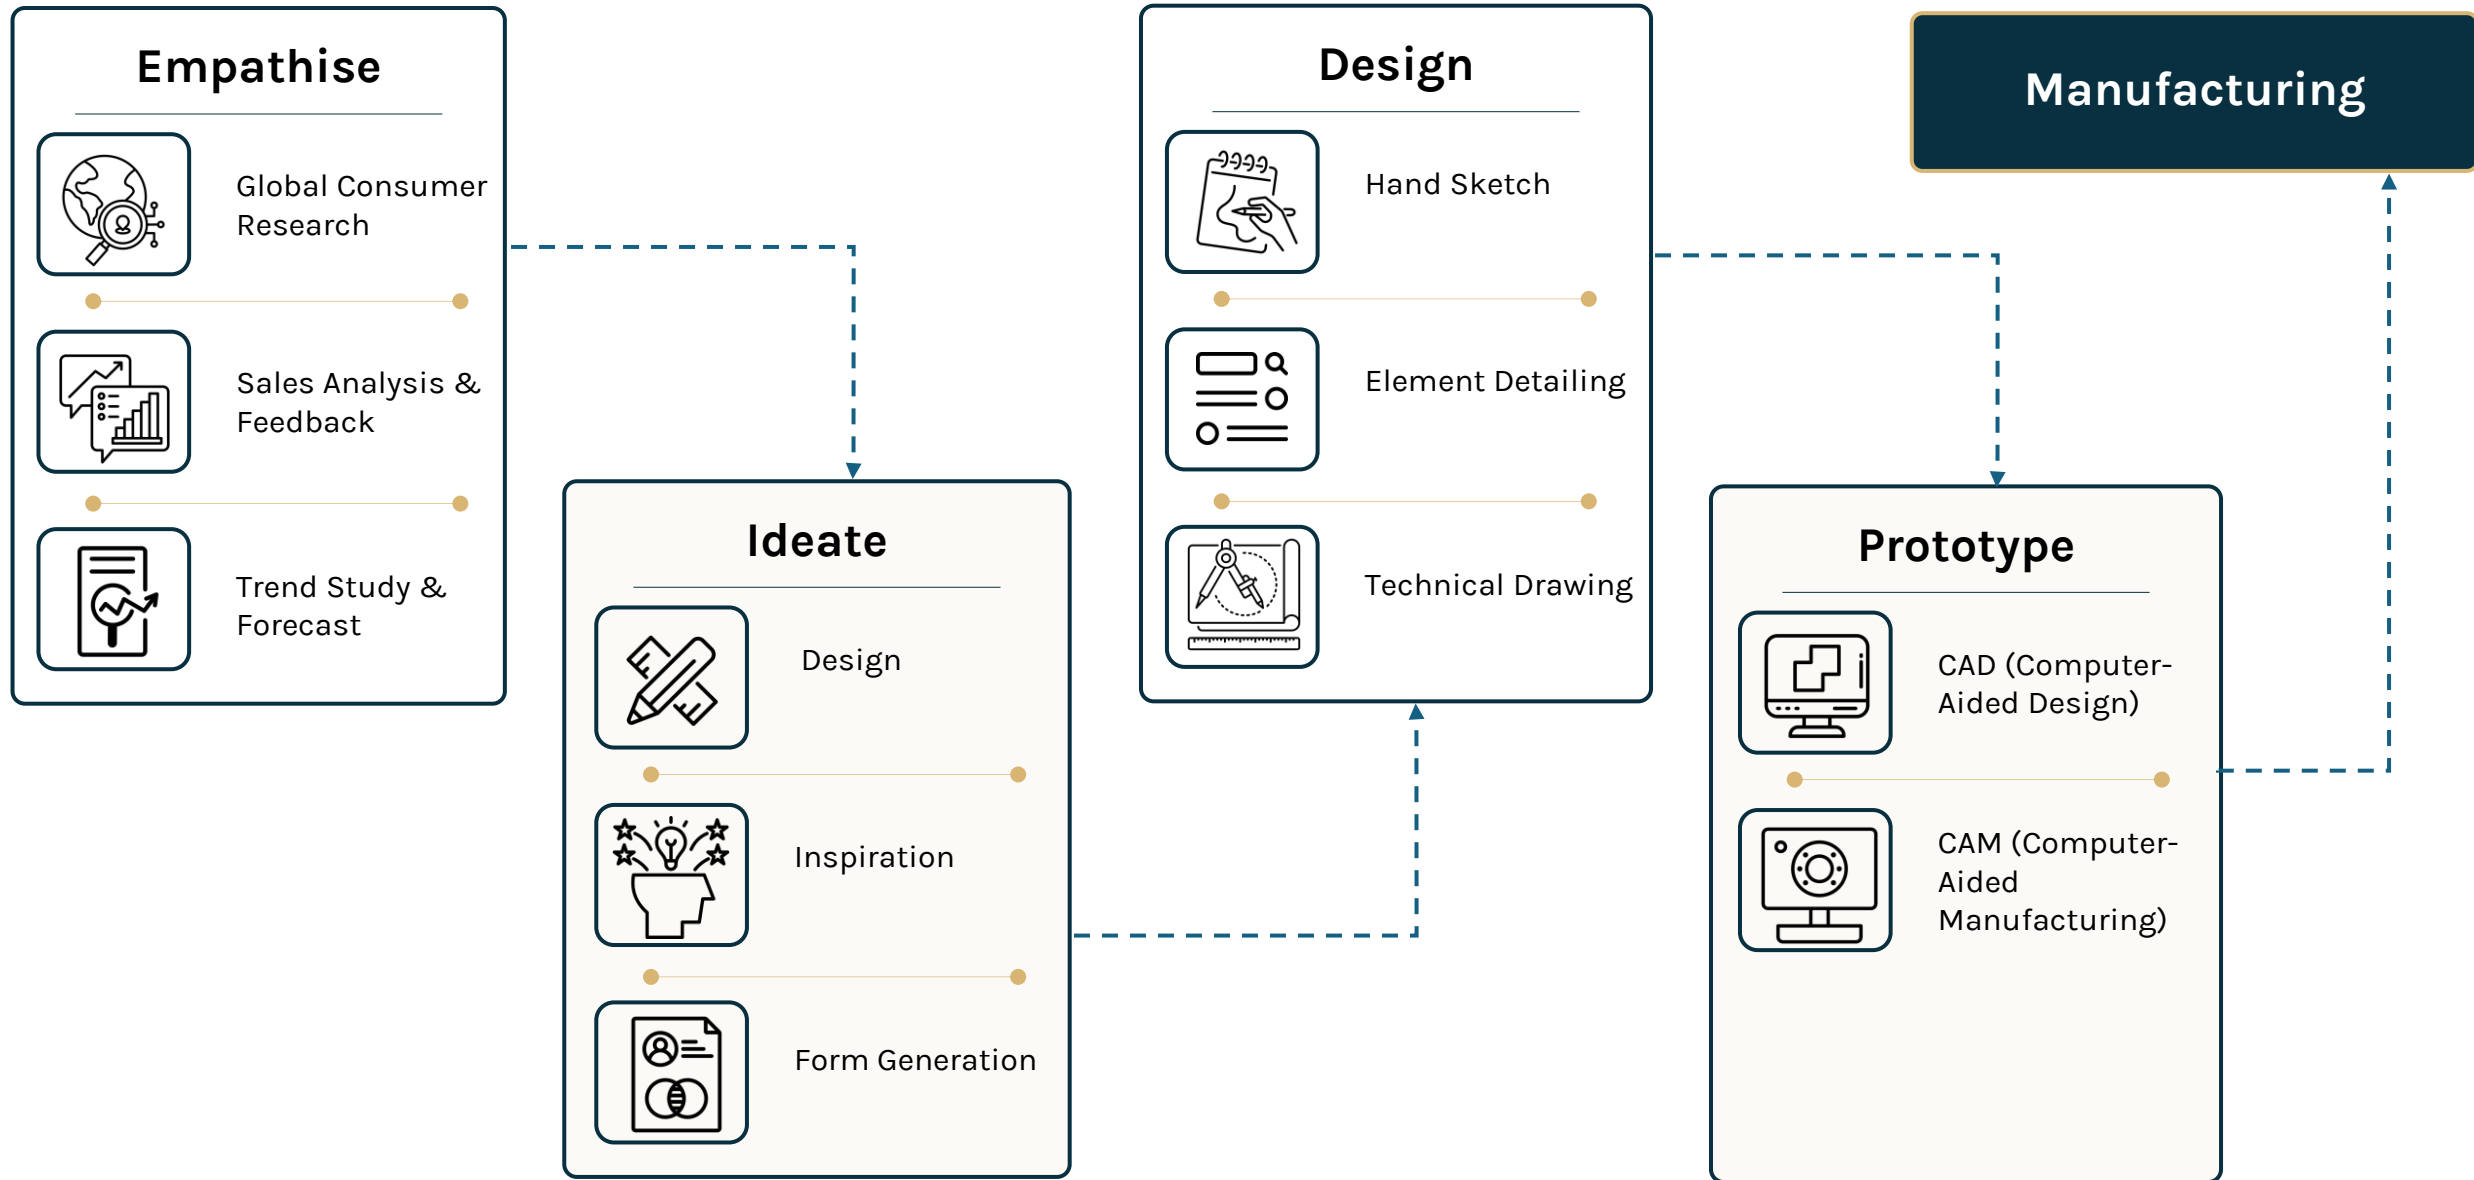 Empathise
Global Consumer
Research
Sales Analysis &
Feedback
Trend Study &
Forecast
Ideate
Design
Inspiration
Form Generation
Design
Hand Sketch
Element Detailing
Technical Drawing
Prototype
CAD (Computer-
Aided Design)
CAM (Computer-
Aided
Manufacturing)
Manufacturing